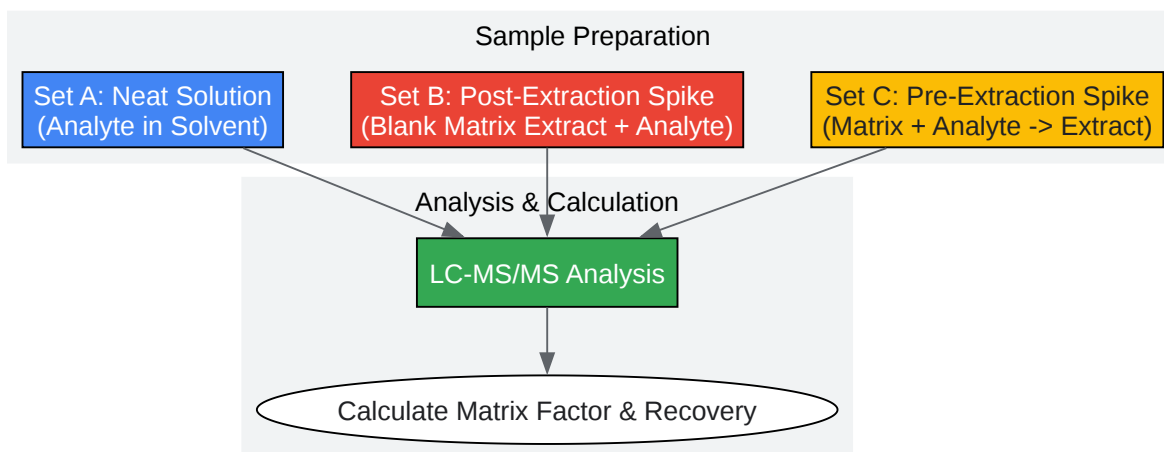 Sample Preparation
Set A: Neat Solution
(Analyte in Solvent)
Set B: Post-Extraction Spike
(Blank Matrix Extract + Analyte)
Set C: Pre-Extraction Spike
(Matrix + Analyte -> Extract)
Analysis & Calculation
LC-MS/MS Analysis
Calculate Matrix Factor & Recovery